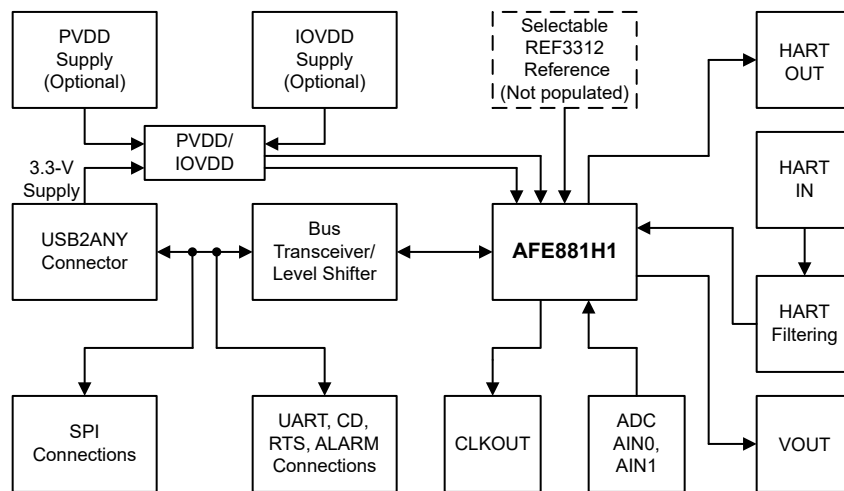 PVDD
Supply
(Optional)
IOVDD
Supply
(Optional)
Selectable
REF3312
Reference
(Not populated)
HART
OUT
PVDD/
IOVDD
3.3-V
Supply
HART
IN
USB2ANY
Connector
Bus
Transceiver/
Level Shifter
AFE881H1
HART
Filtering
SPI
Connections
UART, CD,
RTS, ALARM
Connections
CLKOUT
ADC
AIN0,
AIN1
VOUT